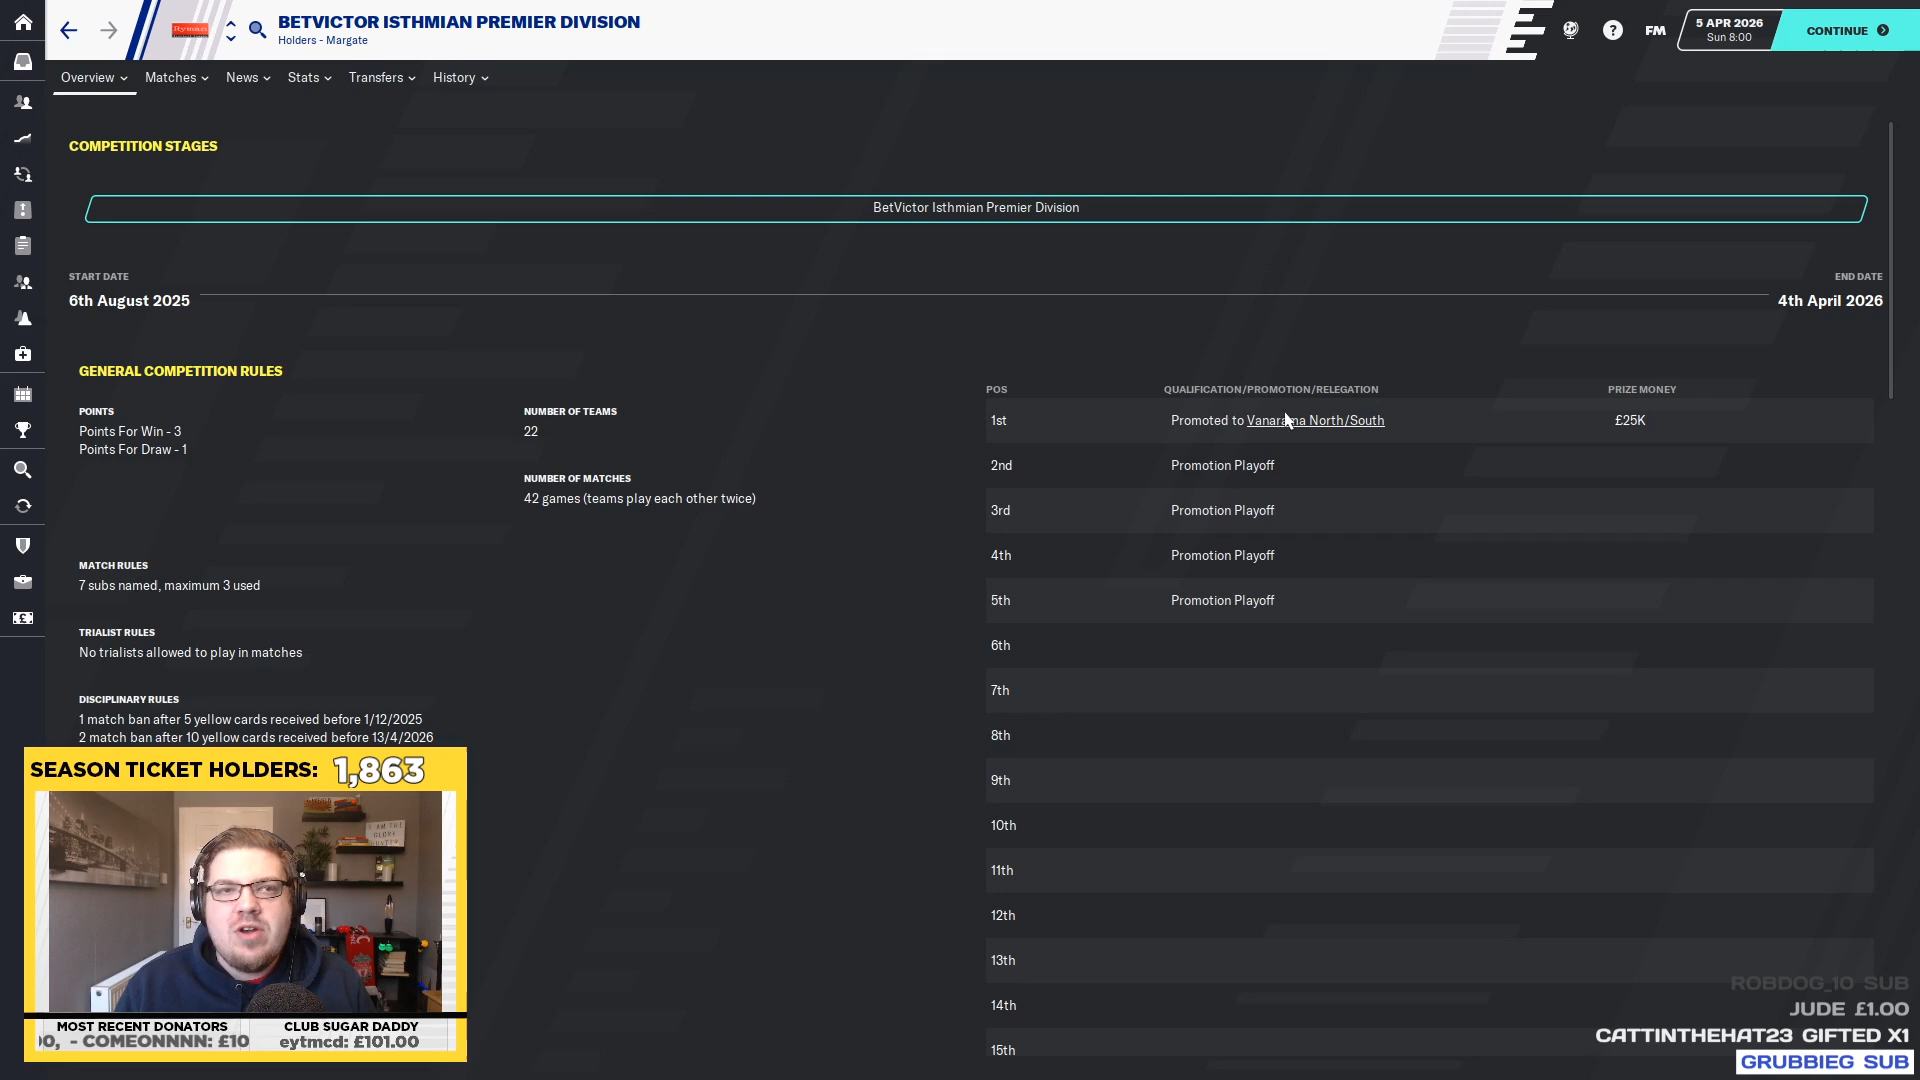 BETVICTOR ISTHMIAN PREMIER DIVISION
Holders - Margate
Ryman
?
FM
5 APR 2026
Sun 8:00
CONTINUE
Overview
Matches
News
Stats
Transfers
History
COMPETITION STAGES
BetVictor Isthmian Premier Division
START DATE
6th August 2025
END DATE
4th April 2026
GENERAL COMPETITION RULES
POINTS
Points For Win - 3
Points For Draw - 1
NUMBER OF TEAMS
22
NUMBER OF MATCHES
42 games (teams play each other twice)
MATCH RULES
7 subs named, maximum 3 used
TRIALIST RULES
No trialists allowed to play in matches
DISCIPLINARY RULES
1 match ban after 5 yellow cards received before 1/12/2025
2 match ban after 10 yellow cards received before 13/4/2026
POS QUALIFICATION/PROMOTION/RELEGATION PRIZE MONEY
1st Promoted to Vanarama North/South £25K
2nd Promotion Playoff
3rd Promotion Playoff
4th Promotion Playoff
5th Promotion Playoff
6th
7th
8th
9th
10th
11th
12th
13th
14th
15th
SEASON TICKET HOLDERS: 1,863
I AM THE
GLORY
MOST RECENT DONATORS
0, - COMEONNNN: £10
CLUB SUGAR DADDY
eytmcd: £101.00
ROBDOG_10 SUB
JUDE £1.00
CATTINTHEHAT23 GIFTED X1
GRUBBIEG SUB